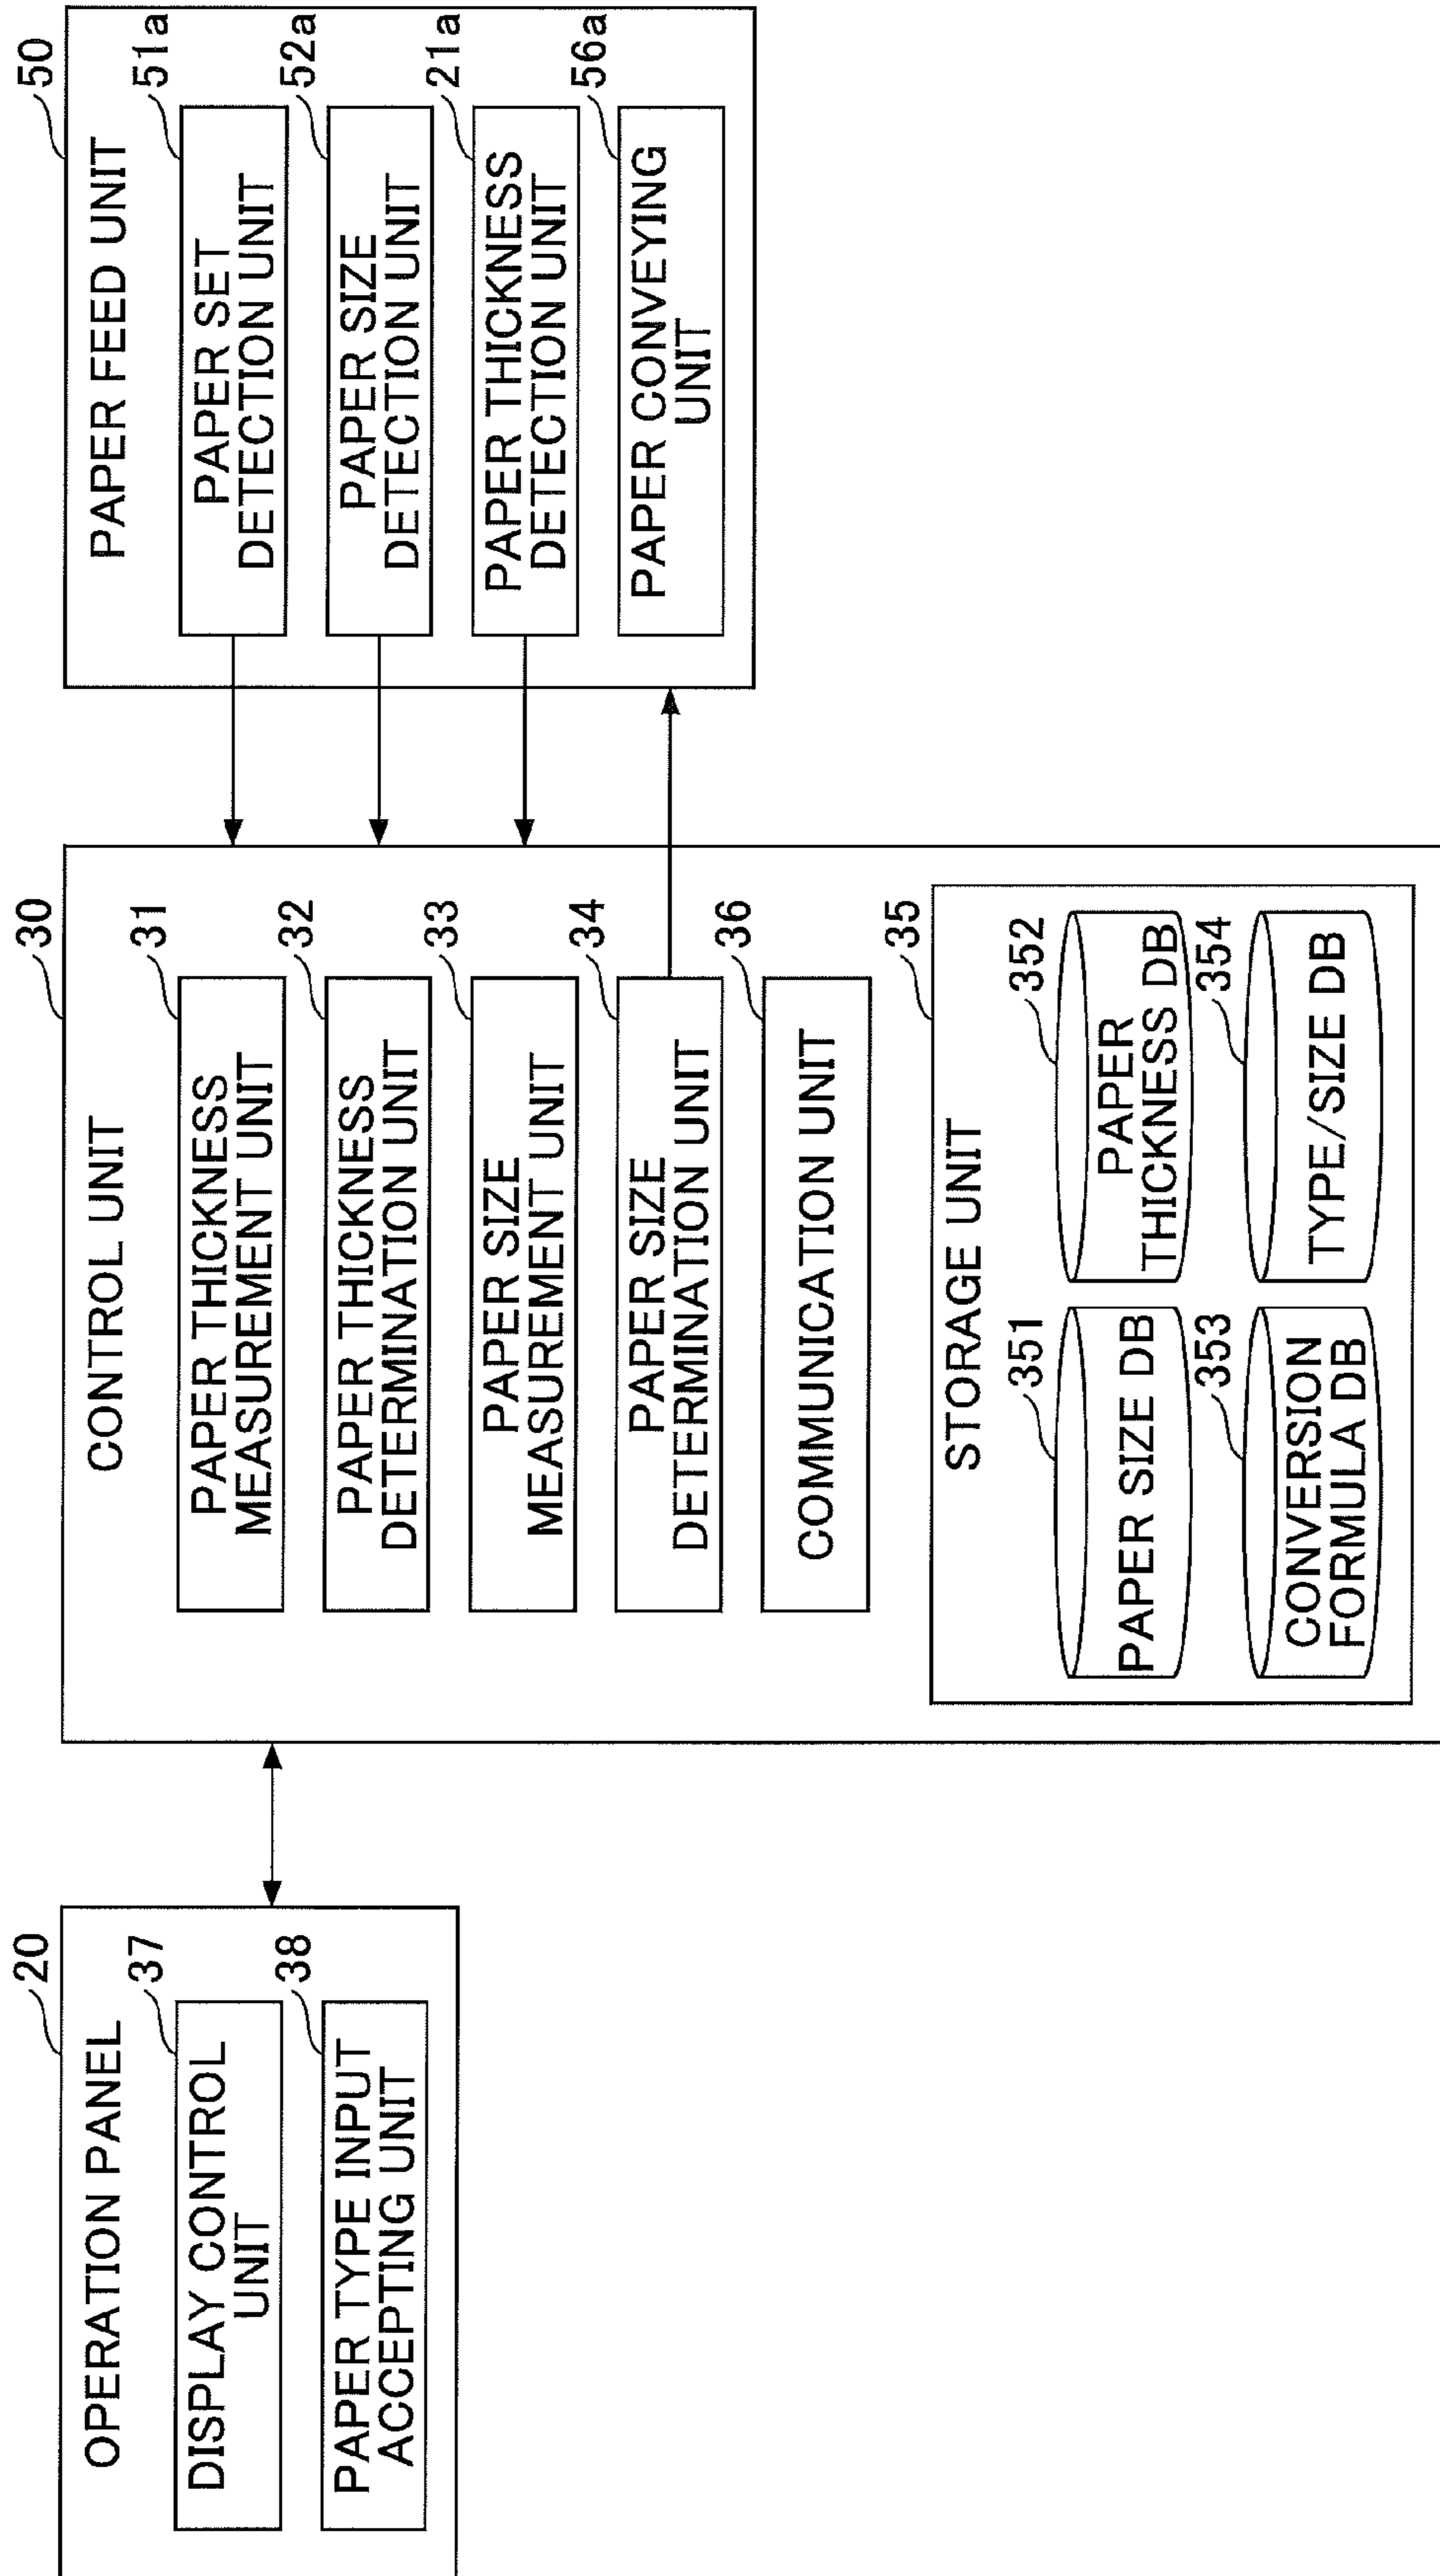 20
OPERATION PANEL
37
DISPLAY CONTROL
UNIT
38
PAPER TYPE INPUT
ACCEPTING UNIT
30
CONTROL UNIT
31
PAPER THICKNESS
MEASUREMENT UNIT
32
PAPER THICKNESS
DETERMINATION UNIT
33
PAPER SIZE
MEASUREMENT UNIT
34
PAPER SIZE
DETERMINATION UNIT
36
COMMUNICATION UNIT
35
STORAGE UNIT
351
PAPER SIZE DB
352
PAPER
THICKNESS DB
353
CONVERSION
FORMULA DB
354
TYPE/SIZE DB
50
PAPER FEED UNIT
51a
PAPER SET
DETECTION UNIT
52a
PAPER SIZE
DETECTION UNIT
21a
PAPER THICKNESS
DETECTION UNIT
56a
PAPER CONVEYING
UNIT